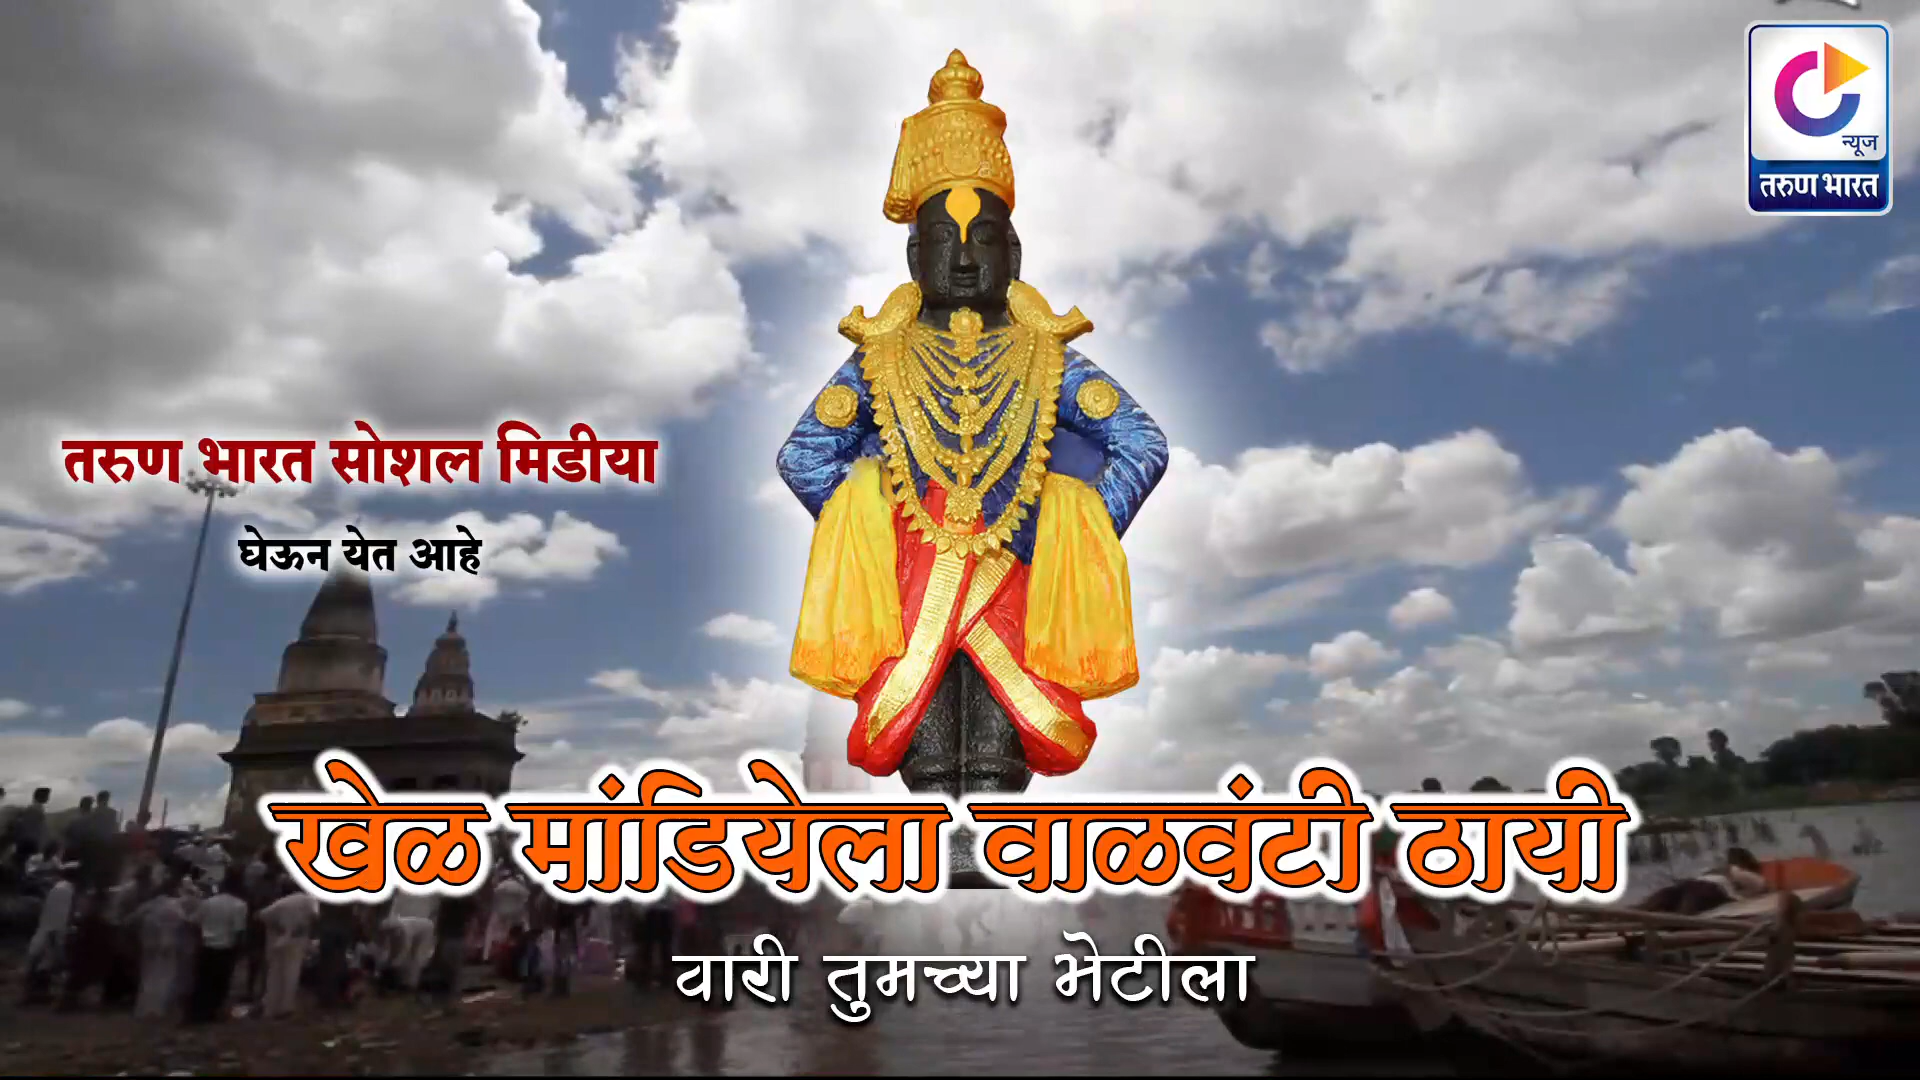 न्यूज
तरुण भारत
तरुण भारत सोशल मिडीया
घेऊन येत आहे
खेळ मांडियेला वाळवंटी ठायी
वारी तुमच्या भेटीला